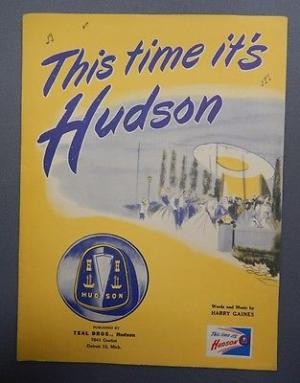 This time it's
Hudson
HUDSON
Words and Music by
HARRY GAINES
PUBLISHED BY
TEAL BROS., Hudson
Detroit 13, Mich.
This time it's
Hudson